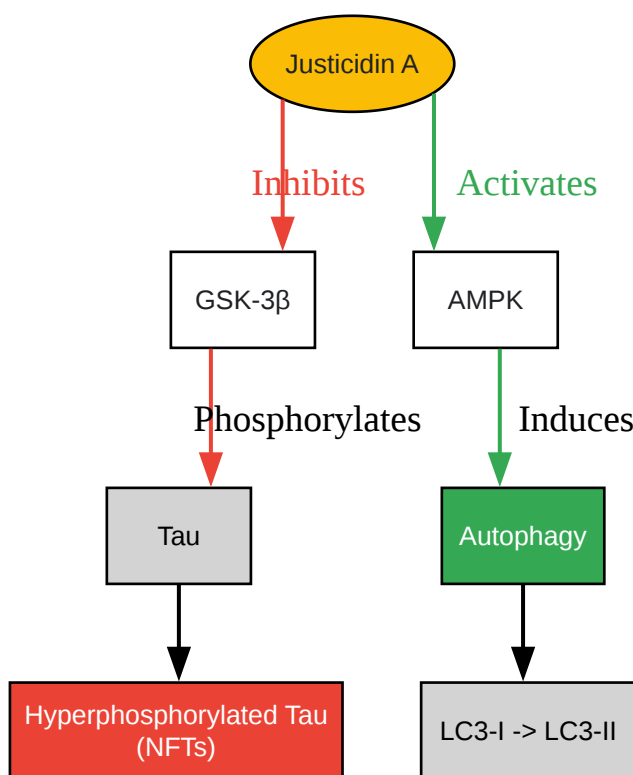 Justicidin A
Inhibits
Activates
GSK-3β
AMPK
Phosphorylates
Induces
Tau
Autophagy
Hyperphosphorylated Tau
(NFTs)
LC3-I -> LC3-II